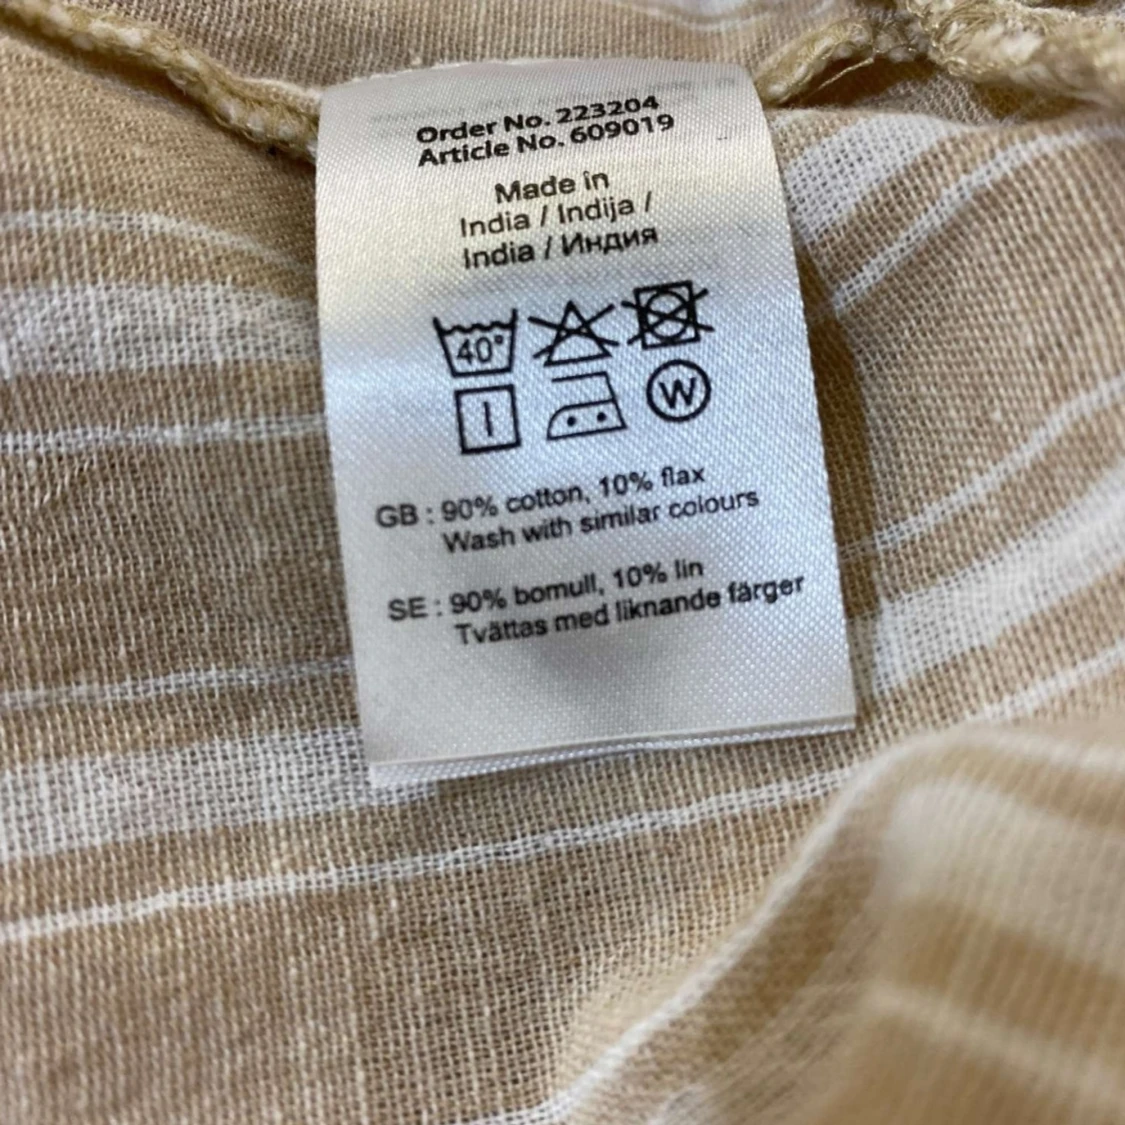 Order No. 223204
Article No. 609019
Made in
India / Indija /
India / Индия
40°
W
GB : 90% cotton, 10% flax
Wash with similar colours
SE : 90% bomull, 10% lin
Tvättas med liknande färger